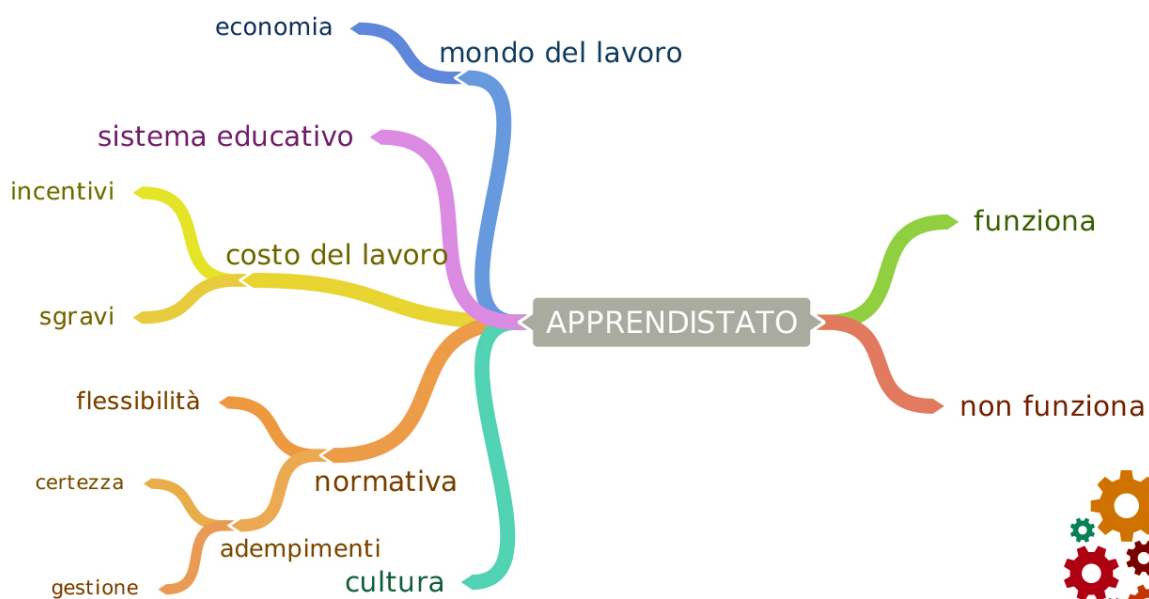 economia
mondo del lavoro
sistema educativo
incentivi
costo del lavoro
sgravi
flessibilità
normativa
certezza
adempimenti
gestione
cultura
APPRENDISTATO
funziona
non funziona